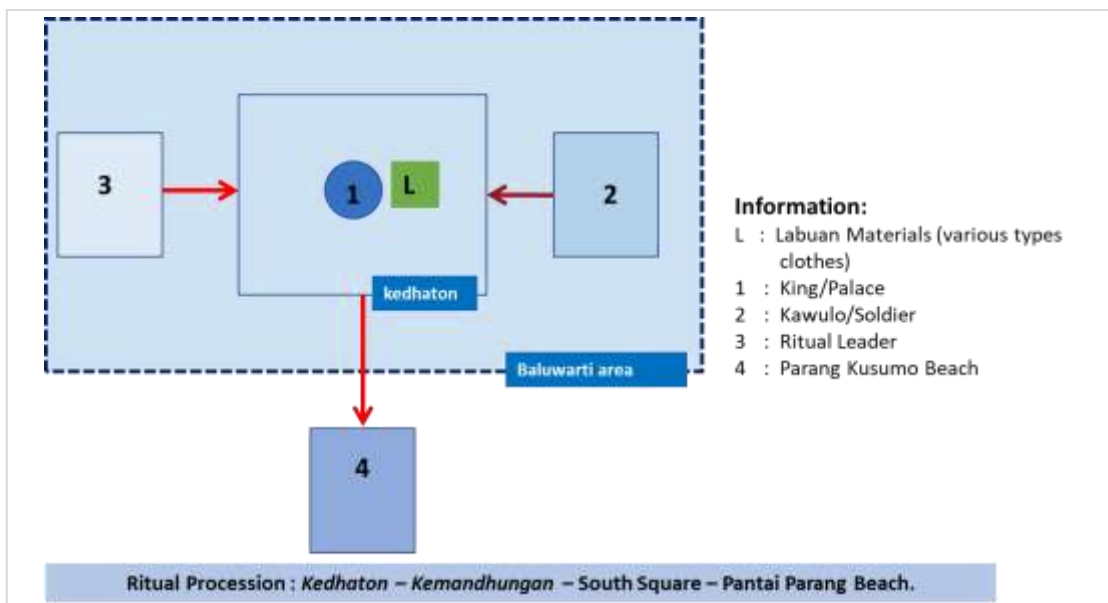 3
1
L
2
kedhaton
Baluwarti area
4
Information:
L : Labuan Materials (various types
clothes)
1 : King/Palace
2 : Kawulo/Soldier
3 : Ritual Leader
4 : Parang Kusumo Beach
Ritual Procession : Kedhaton – Kemandhungan – South Square – Pantai Parang Beach.